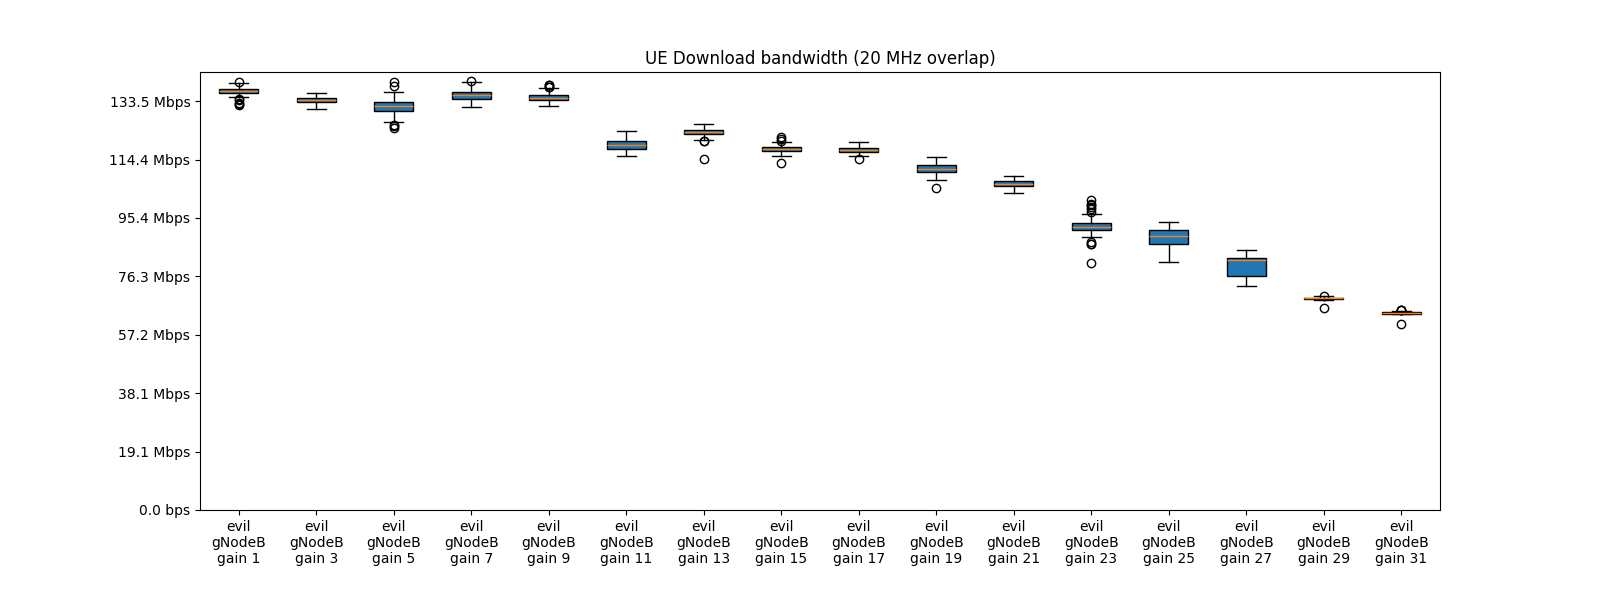 UE Download bandwidth (20 MHz overlap)
133.5 Mbps
114.4 Mbps
95.4 Mbps
76.3 Mbps
57.2 Mbps
38.1 Mbps
19.1 Mbps
0.0 bps
evil
gNodeB
gain 1
evil
gNodeB
gain 3
evil
gNodeB
gain 5
evil
gNodeB
gain 7
evil
gNodeB
gain 9
evil
gNodeB
gain 11
evil
gNodeB
gain 13
evil
gNodeB
gain 15
evil
gNodeB
gain 17
evil
gNodeB
gain 19
evil
gNodeB
gain 21
evil
gNodeB
gain 23
evil
gNodeB
gain 25
evil
gNodeB
gain 27
evil
gNodeB
gain 29
evil
gNodeB
gain 31